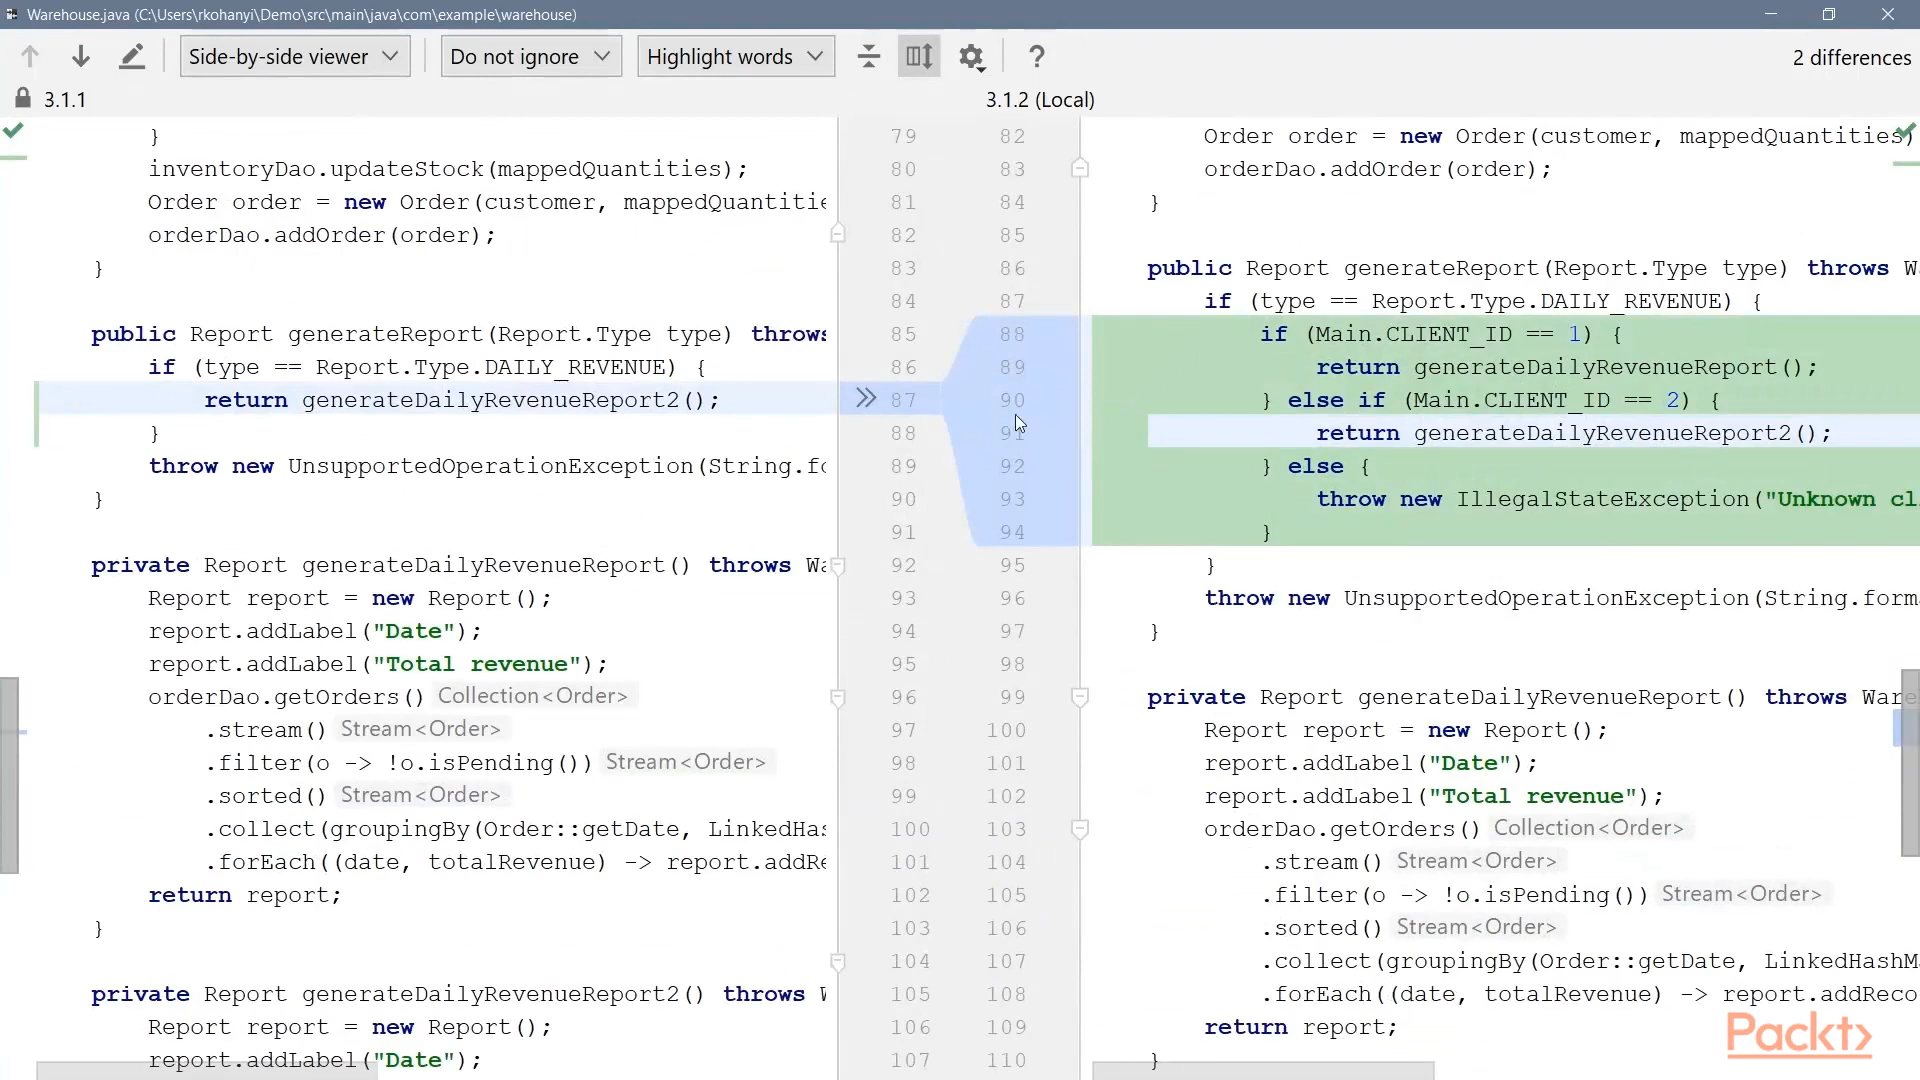 Warehouse.java (C:\Users\rkohanyi\Demo\src\main\java\com\example\warehouse)
Side-by-side viewer
Do not ignore
Highlight words
?
2 differences
3.1.1
3.1.2 (Local)
}
inventoryDao.updateStock(mappedQuantities);
Order order = new Order(customer, mappedQuantitie
orderDao.addOrder(order);
}
public Report generateReport(Report.Type type) throws
if (type == Report.Type.DAILY_REVENUE) {
return generateDailyRevenueReport2();
}
throw new UnsupportedOperationException(String.fo
}
private Report generateDailyRevenueReport() throws Wa
Report report = new Report();
report.addLabel("Date");
report.addLabel("Total revenue");
orderDao.getOrders() Collection<Order>
.stream() Stream<Order>
.filter(o -> !o.isPending()) Stream<Order>
.sorted() Stream<Order>
.collect(groupingBy(Order::getDate, LinkedHas
.forEach((date, totalRevenue) -> report.addRe
return report;
}
private Report generateDailyRevenueReport2() throws W
Report report = new Report();
report.addLabel("Date");
79 82
80 83
81 84
82 85
83 86
84 87
85 88
86 89
87 90
88 91
89 92
90 93
91 94
92 95
93 96
94 97
95 98
96 99
97 100
98 101
99 102
100 103
101 104
102 105
103 106
104 107
105 108
106 109
107 110
Order order = new Order(customer, mappedQuantities)
orderDao.addOrder(order);
}
public Report generateReport(Report.Type type) throws Wa
if (type == Report.Type.DAILY_REVENUE) {
if (Main.CLIENT_ID == 1) {
return generateDailyRevenueReport();
} else if (Main.CLIENT_ID == 2) {
return generateDailyRevenueReport2();
} else {
throw new IllegalStateException("Unknown cl
}
}
throw new UnsupportedOperationException(String.forma
}
private Report generateDailyRevenueReport() throws Ware
Report report = new Report();
report.addLabel("Date");
report.addLabel("Total revenue");
orderDao.getOrders() Collection<Order>
.stream() Stream<Order>
.filter(o -> !o.isPending()) Stream<Order>
.sorted() Stream<Order>
.collect(groupingBy(Order::getDate, LinkedHashM
.forEach((date, totalRevenue) -> report.addReco
return report;
}
Packt>